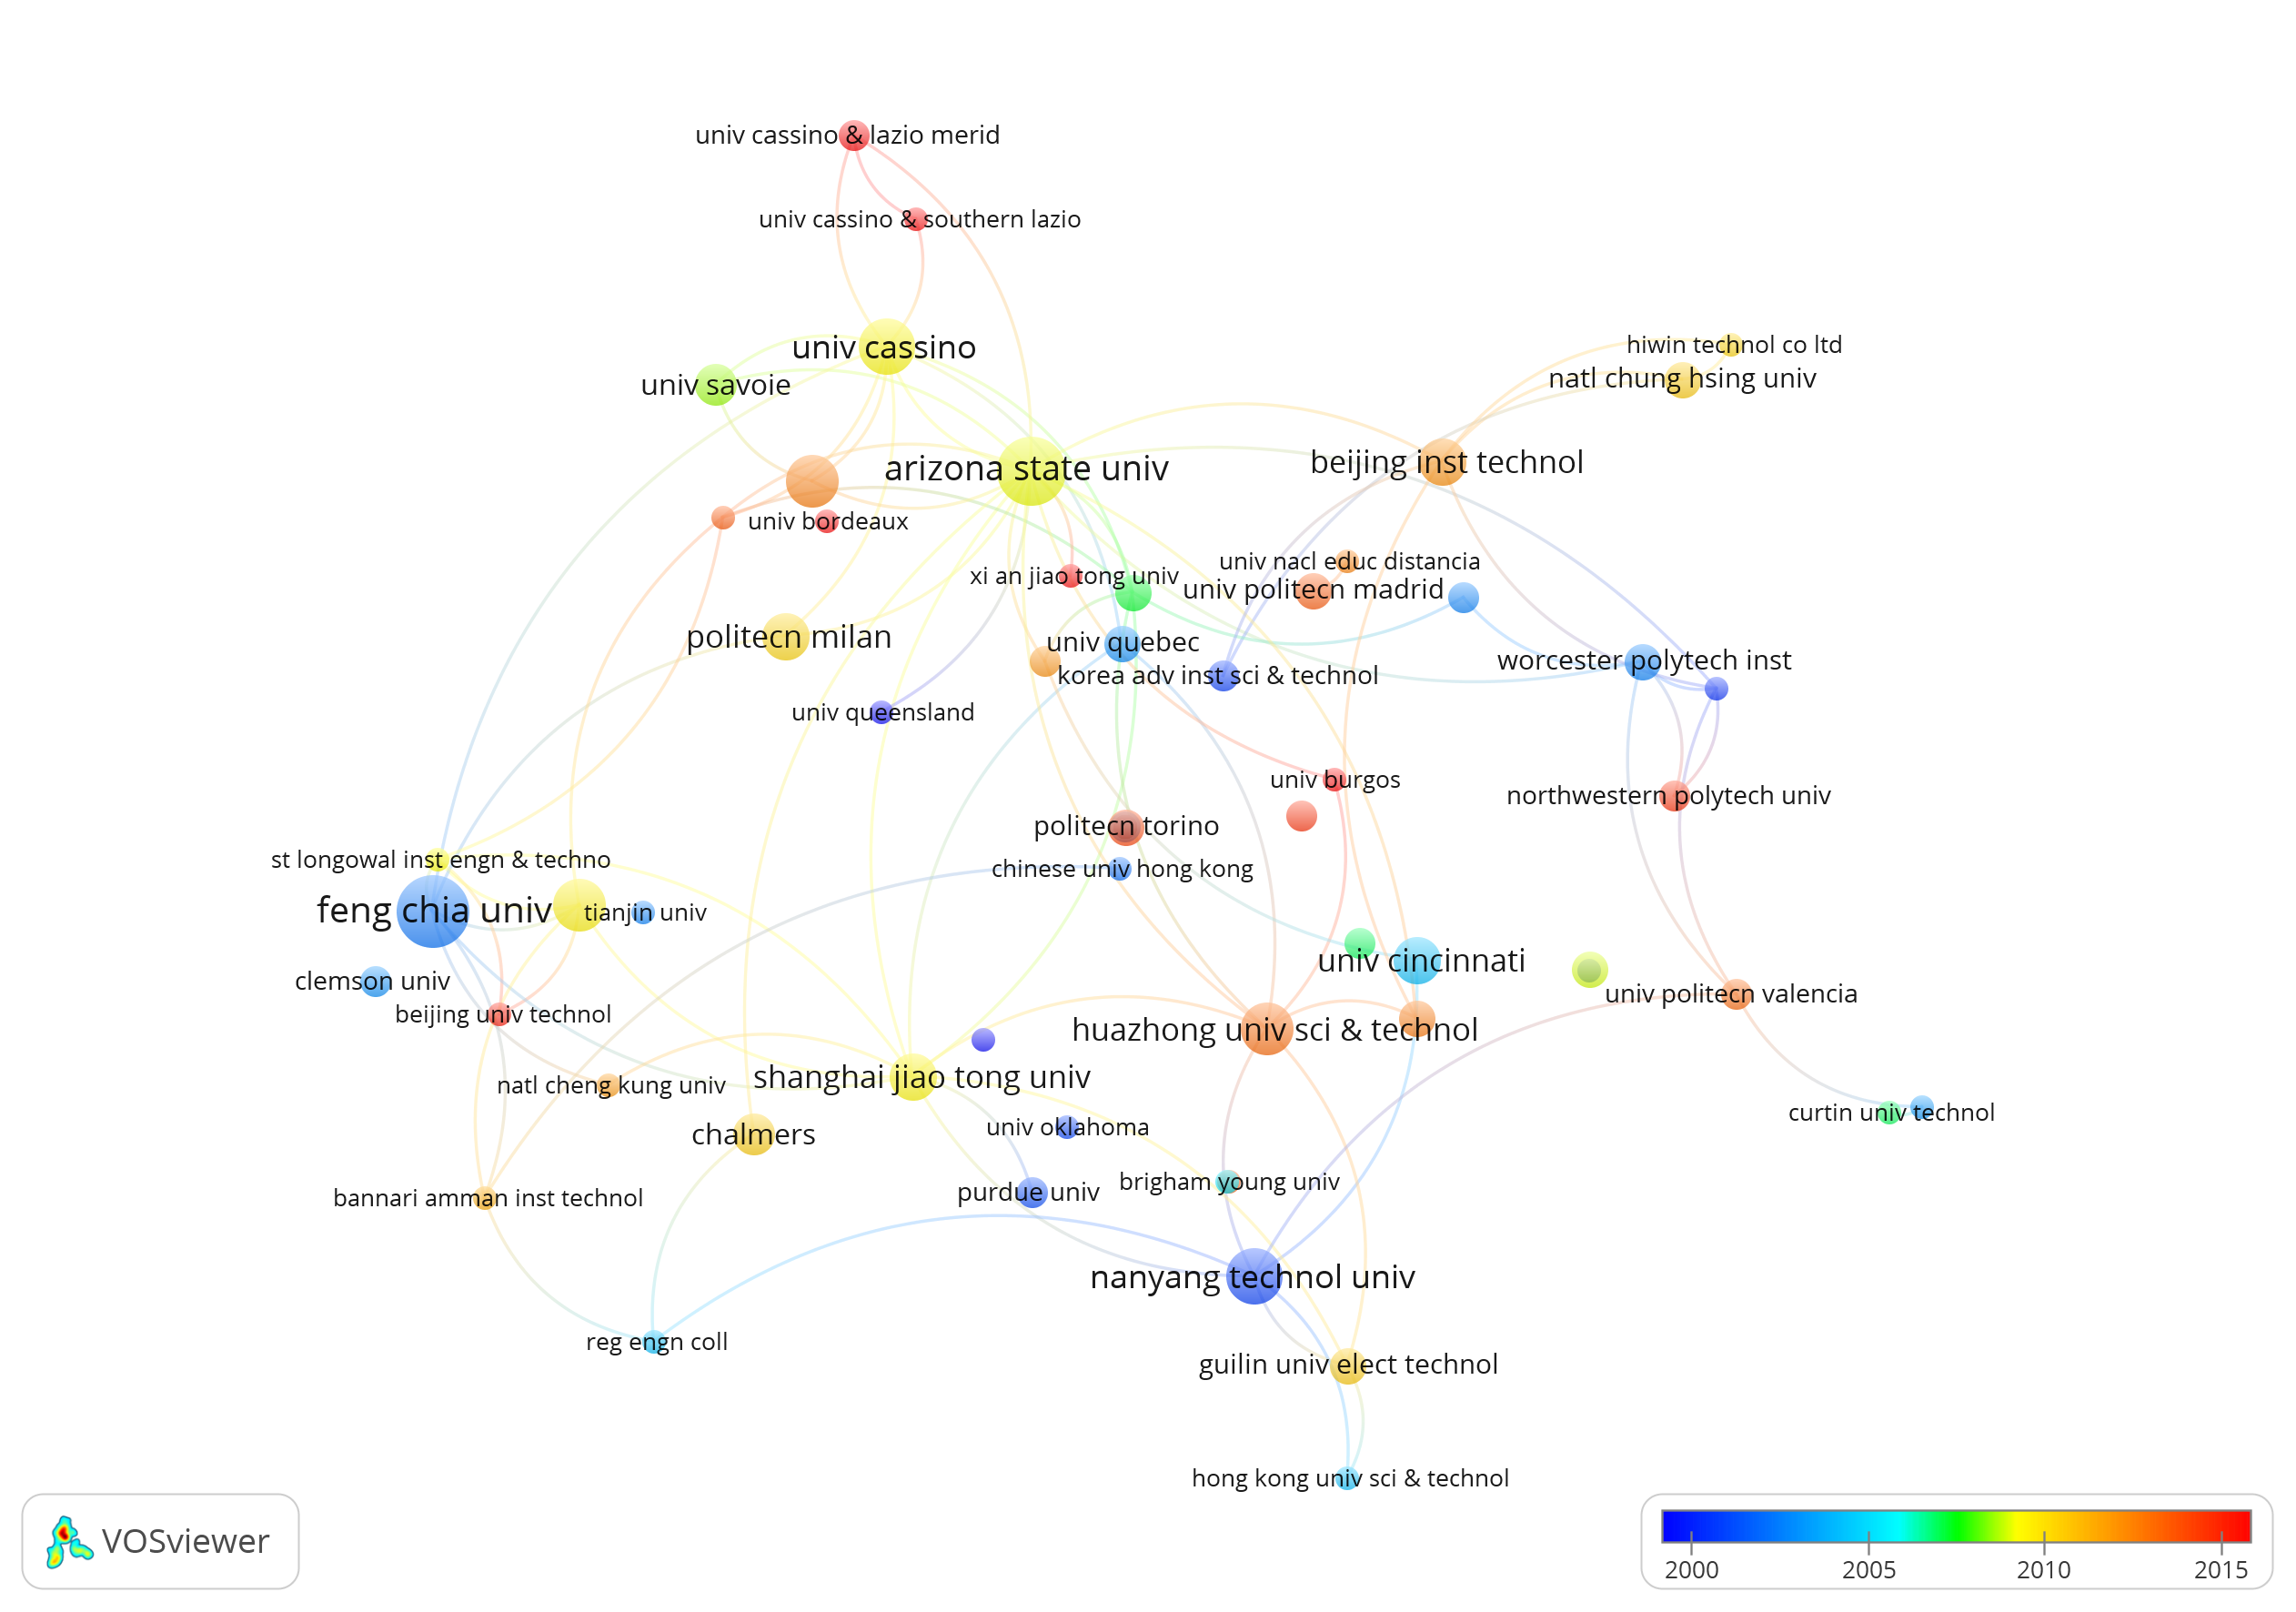 univ cassino & lazio merid
univ cassino & southern lazio
univ cassino
hiwin technol co ltd
univ savoie
natl chung hsing univ
arizona state univ
beijing inst technol
univ bordeaux
univ nacl educ distancia
xi an jiao tong univ
univ politecn madrid
politecn milan
univ quebec
worcester polytech inst
korea adv inst sci & technol
univ queensland
univ burgos
northwestern polytech univ
politecn torino
st longowal inst engn & techno
chinese univ hong kong
feng chia univ
tianjin univ
univ cincinnati
clemson univ
univ politecn valencia
beijing univ technol
huazhong univ sci & technol
shanghai jiao tong univ
natl cheng kung univ
curtin univ technol
univ oklahoma
chalmers
brigham young univ
purdue univ
bannari amman inst technol
nanyang technol univ
reg engn coll
guilin univ elect technol
hong kong univ sci & technol
VOSviewer
2000 2005 2010 2015